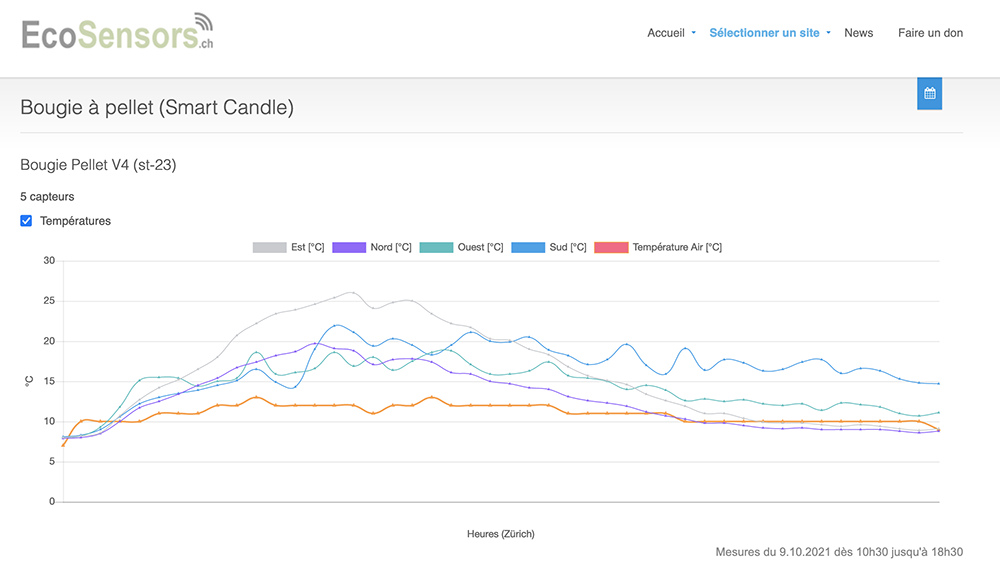 EcoSensors.ch
Accueil Sélectionner un site News Faire un don
Bougie à pellet (Smart Candle)
Bougie Pellet V4 (st-23)
5 capteurs
Températures
Est [°C] Nord [°C] Ouest [°C] Sud [°C] Température Air [°C]
30
25
20
15
10
5
0
°C
Heures (Zürich)
Mesures du 9.10.2021 dès 10h30 jusqu'à 18h30